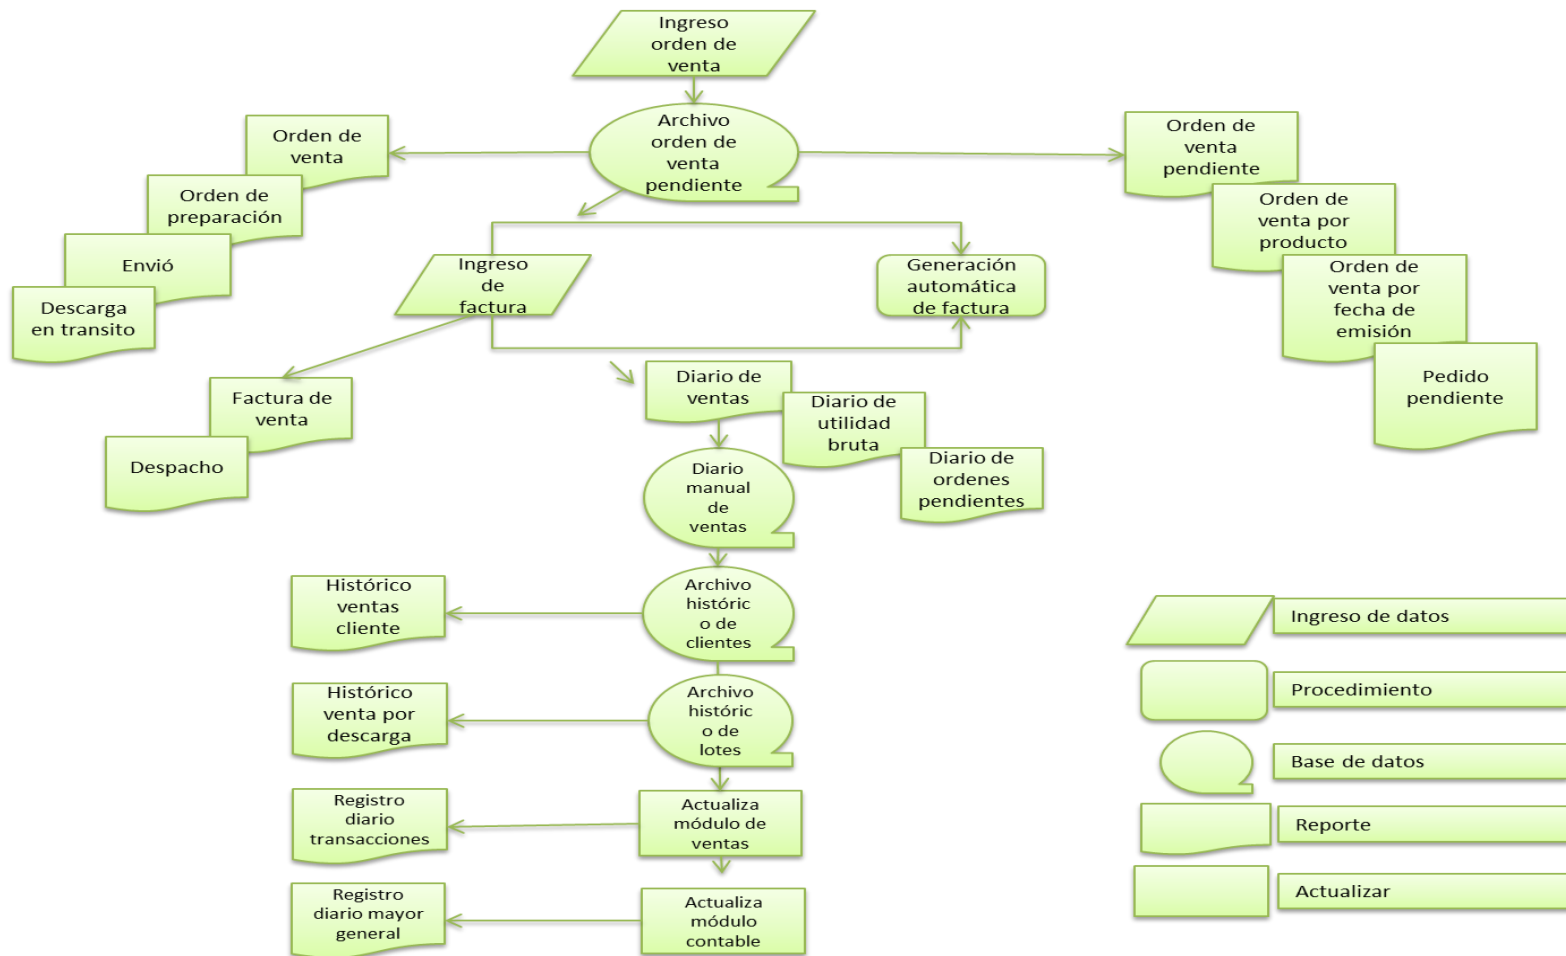 Ingreso
orden de
venta
Archivo
orden de
venta
pendiente
Orden de
venta
Orden de
preparación
Envió
Descarga
en transito
Orden de
venta
pendiente
Orden de
venta por
producto
Orden de
venta por
fecha de
emisión
Pedido
pendiente
Ingreso
de
factura
Generación
automática
de factura
Factura de
venta
Despacho
Diario de
ventas
Diario de
utilidad
bruta
Diario de
ordenes
pendientes
Diario
manual
de
ventas
Archivo
históric
o de
clientes
Histórico
ventas
cliente
Archivo
históric
o de
lotes
Histórico
venta por
descarga
Actualiza
módulo de
ventas
Registro
diario
transacciones
Actualiza
módulo
contable
Registro
diario mayor
general
Ingreso de datos
Procedimiento
Base de datos
Reporte
Actualizar